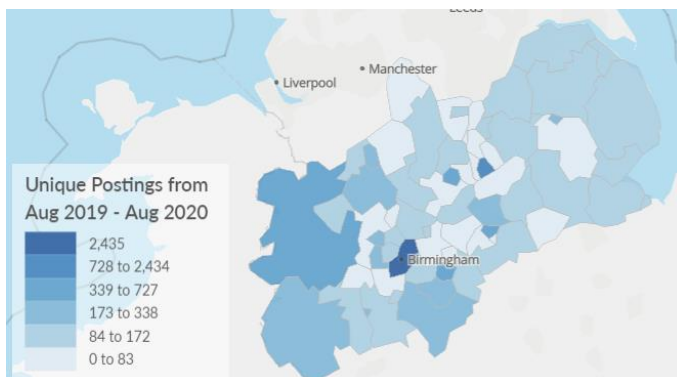 Leeds
Manchester
Liverpool
Unique Postings from
Aug 2019 - Aug 2020
2,435
728 to 2,434
339 to 727
173 to 338
84 to 172
0 to 83
Birmingham